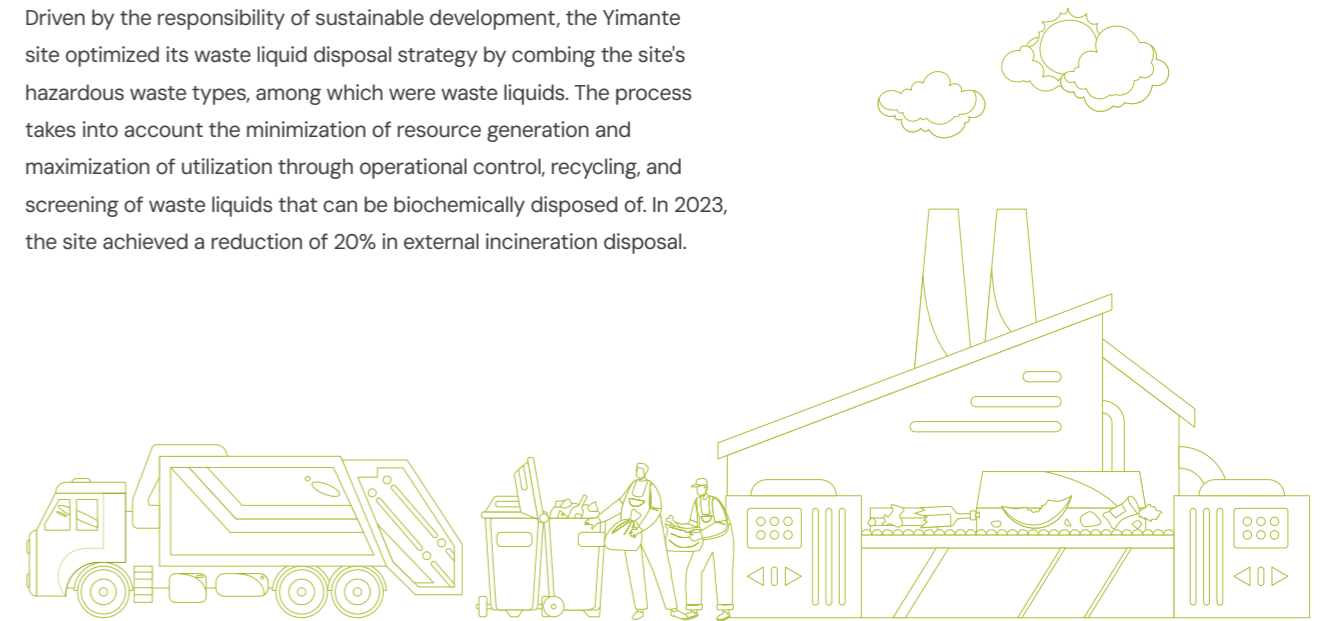 Driven by the responsibility of sustainable development, the Yimante
site optimized its waste liquid disposal strategy by combing the site's
hazardous waste types, among which were waste liquids. The process
takes into account the minimization of resource generation and
maximization of utilization through operational control, recycling, and
screening of waste liquids that can be biochemically disposed of. In 2023,
the site achieved a reduction of 20% in external incineration disposal.